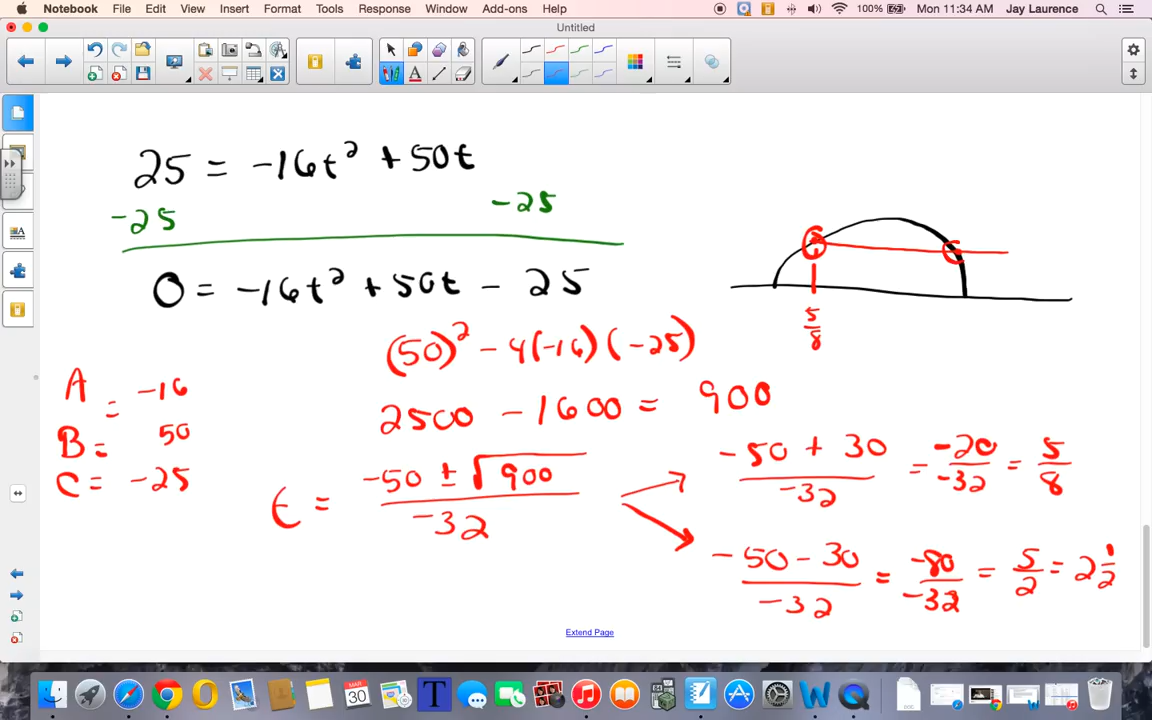 Notebook File Edit View Insert Format Tools Response Window Add-ons Help 100% Mon 11:34 AM Jay Laurence
Untitled
25 = -16t² + 50t
-25 -25
0 = -16t² + 50t - 25
(50)² - 4(-16)(-25)
5/8
A = -16
B = 50
C = -25
2500 - 1600 = 900
t = (-50 ± √900)/-32
(-50 + 30)/-32 = -20/-32 = 5/8
(-50 - 30)/-32 = -80/-32 = 5/2 = 2 1/2
Extend Page
MAR
30
T
W